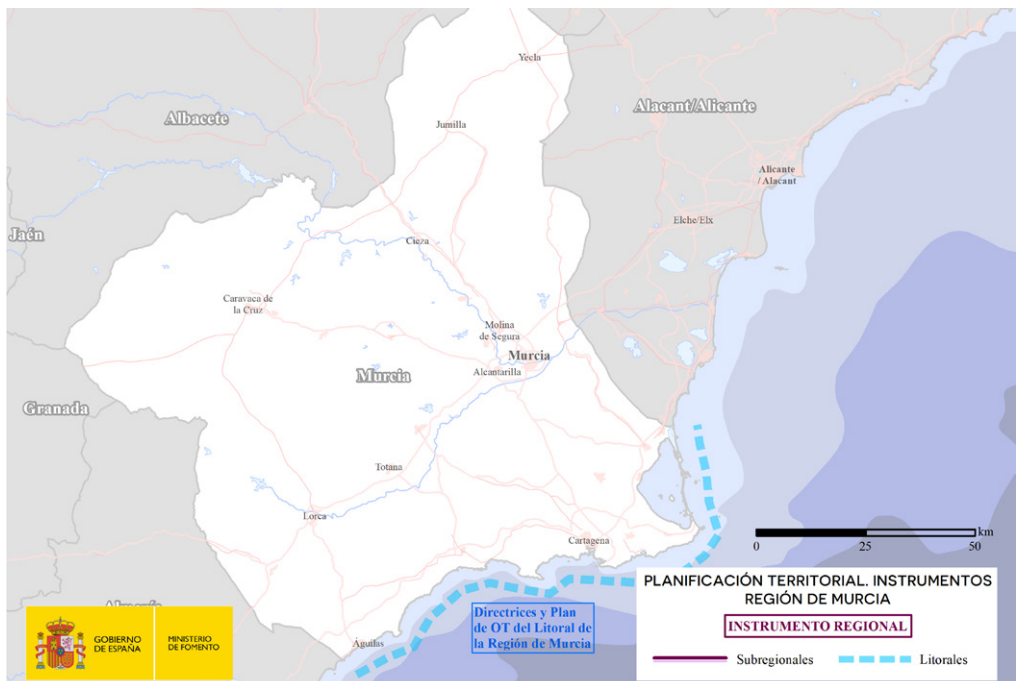 Yecla
Albacete
Alacant/Alicante
Jumilla
Alicante
/ Alacant
Elche/Elx
Jaén
Cieza
Caravaca de
la Cruz
Molina
de Segura
Murcia
Alcantarilla
Murcia
Granada
Totana
Lorca
Cartagena
km
0 25 50
PLANIFICACIÓN TERRITORIAL. INSTRUMENTOS
REGIÓN DE MURCIA
INSTRUMENTO REGIONAL
Subregionales Litorales
Directrices y Plan
de OT del Litoral de
la Región de Murcia
Almería
Águilas
GOBIERNO
DE ESPAÑA
MINISTERIO
DE FOMENTO